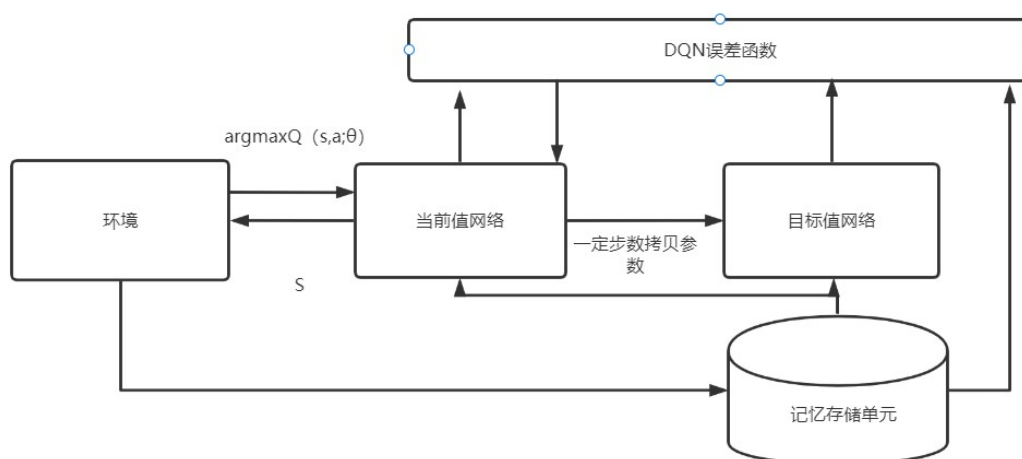 DQN误差函数
argmaxQ（s,a;θ）
环境
当前值网络
目标值网络
一定步数拷贝参
数
S
记忆存储单元